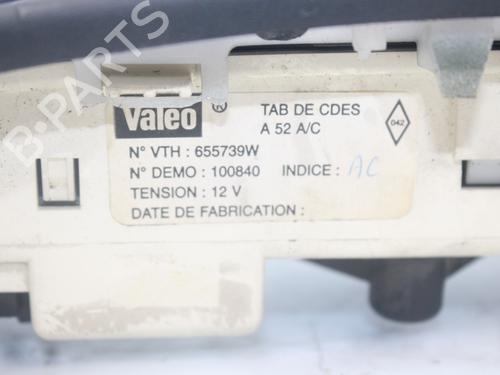 B-PARTS
Valeo ®
TAB DE CDES
A 52 A/C
042
N° VTH : 655739W
N° DEMO : 100840 INDICE : AC
TENSION : 12 V
DATE DE FABRICATION :